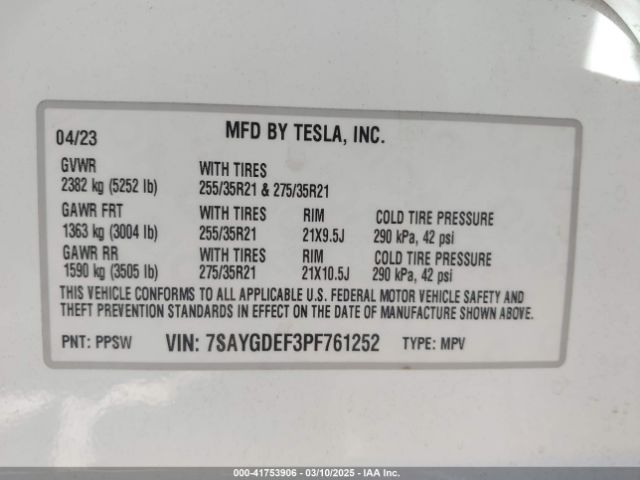 04/23 MFD BY TESLA, INC.
GVWR WITH TIRES
2382 kg (5252 lb) 255/35R21 & 275/35R21
GAWR FRT WITH TIRES RIM COLD TIRE PRESSURE
1363 kg (3004 lb) 255/35R21 21X9.5J 290 kPa, 42 psi
GAWR RR WITH TIRES RIM COLD TIRE PRESSURE
1590 kg (3505 lb) 275/35R21 21X10.5J 290 kPa, 42 psi
THIS VEHICLE CONFORMS TO ALL APPLICABLE U.S. FEDERAL MOTOR VEHICLE SAFETY AND
THEFT PREVENTION STANDARDS IN EFFECT ON THE DATE OF MANUFACTURE SHOWN ABOVE.
PNT: PPSW VIN: 7SAYGDEF3PF761252 TYPE: MPV
000-41753906 - 03/10/2025 - IAA Inc.